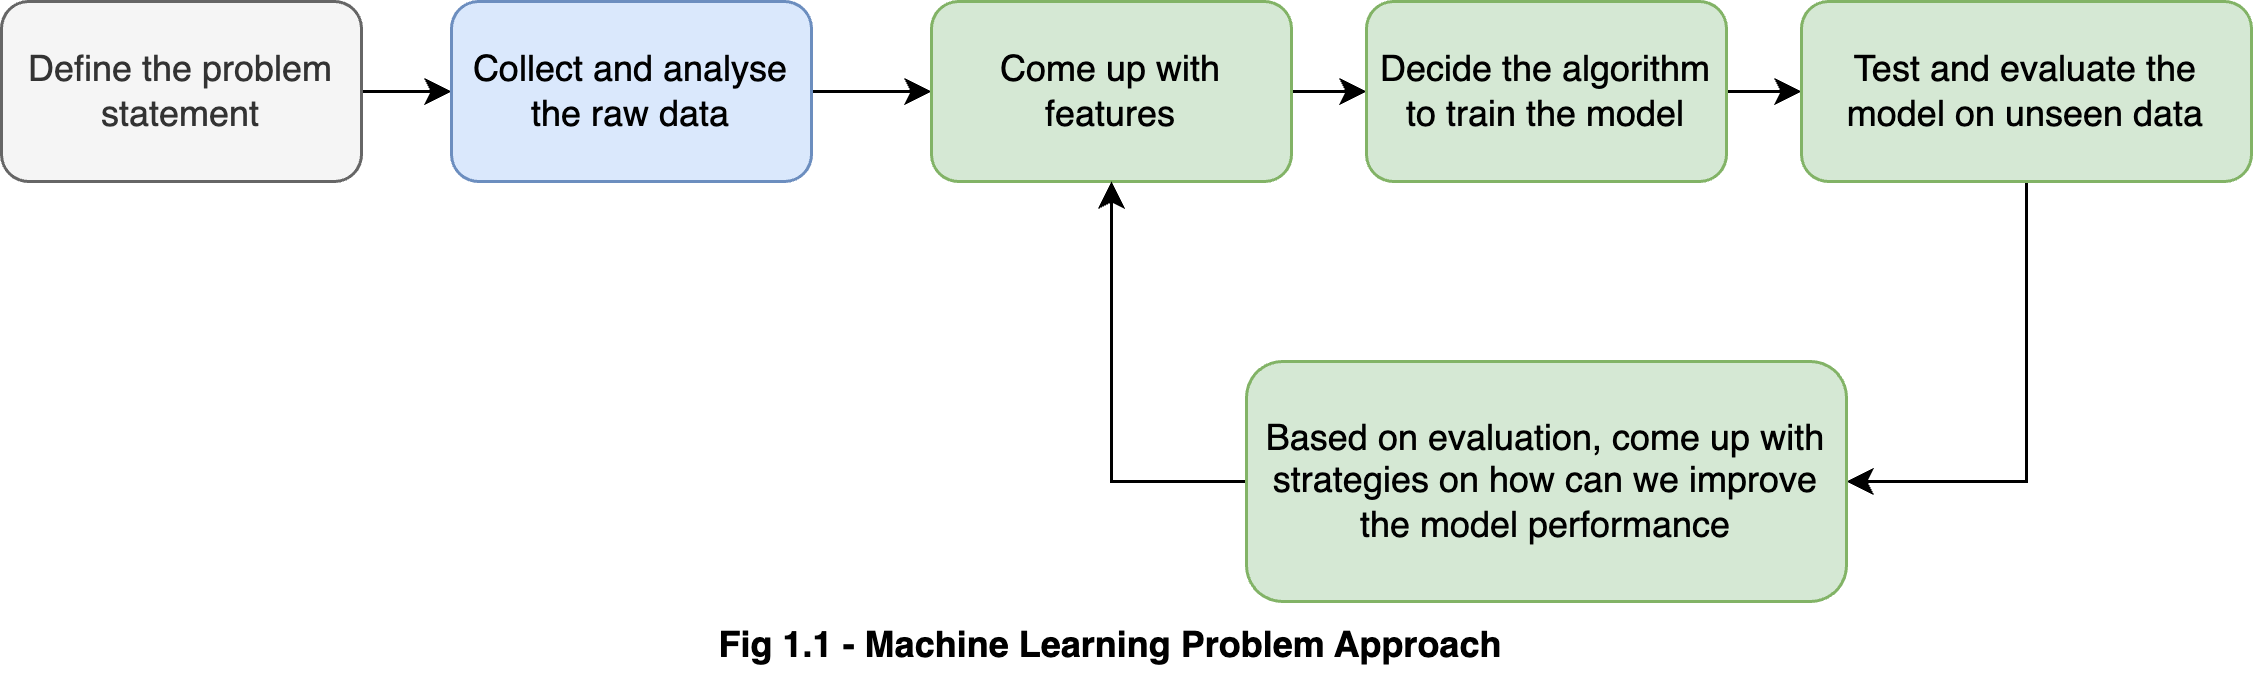 Define the problem
statement
Collect and analyse
the raw data
Come up with
features
Decide the algorithm
to train the model
Test and evaluate the
model on unseen data
Based on evaluation, come up with
strategies on how can we improve
the model performance
Fig 1.1 - Machine Learning Problem Approach